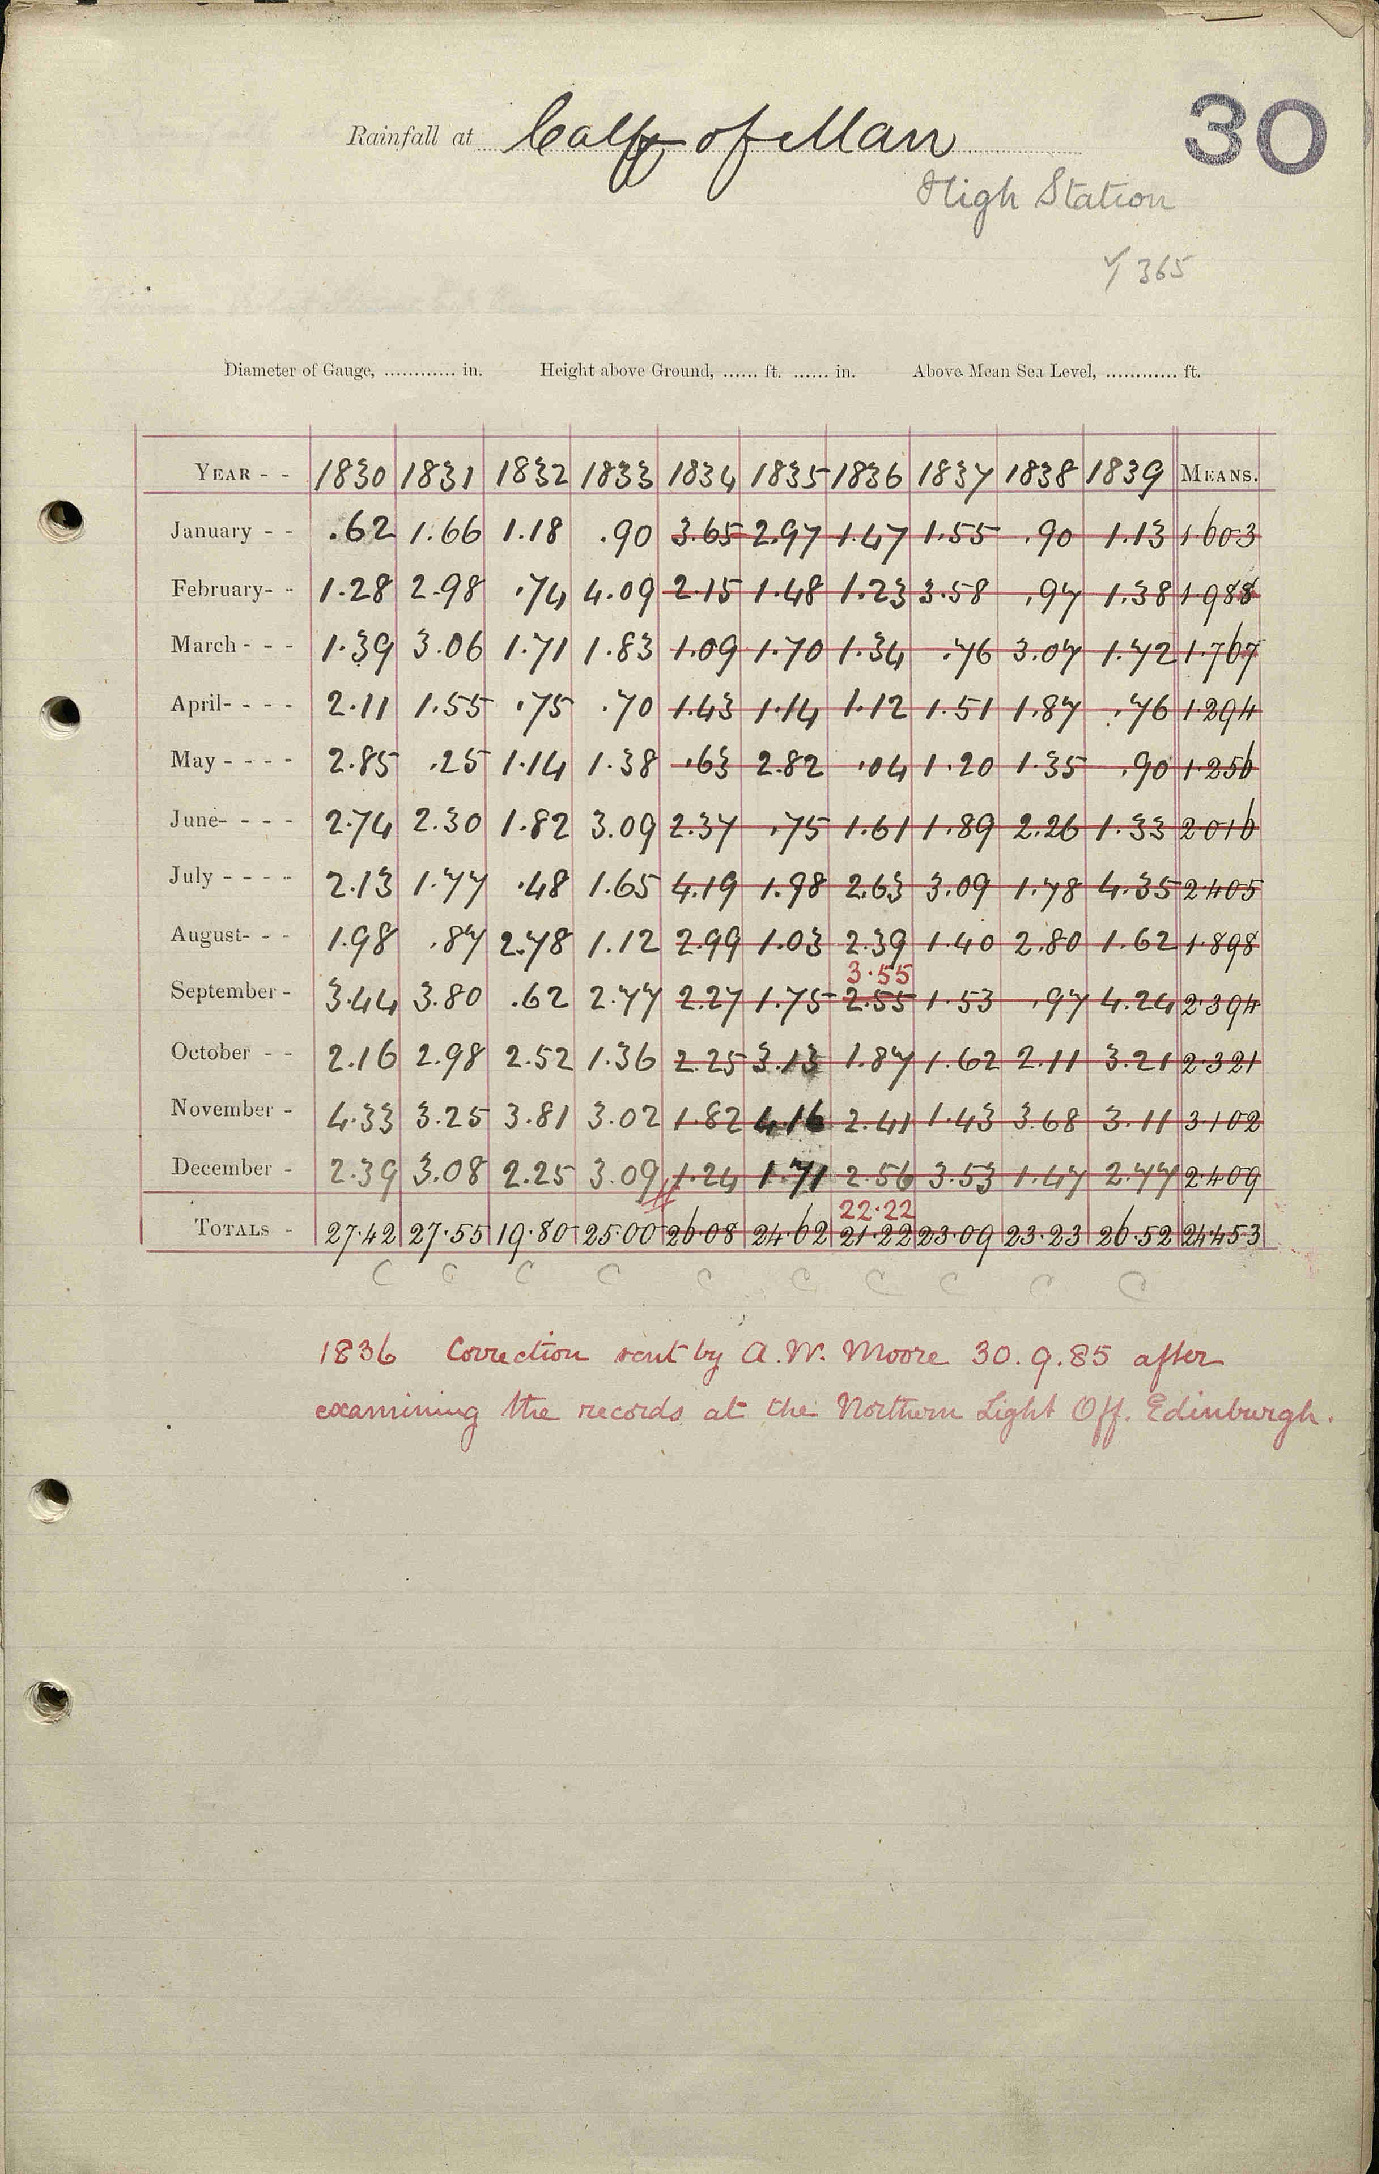 30
Rainfall at Calf of Man
High Station
√ 365
Diameter of Gauge, ............ in. Height above Ground, ...... ft. ...... in. Above Mean Sea Level, ............ ft.
YEAR - - 1830 1831 1832 1833 1834 1835 1836 1837 1838 1839 MEANS.
January - - .62 1.66 1.18 .90 3.65 2.97 1.47 1.55 .90 1.13 1.603
February- - 1.28 2.98 .74 4.09 2.15 1.48 1.23 3.58 .97 1.38 1.988
March - - - 1.39 3.06 1.71 1.83 1.09 1.70 1.34 .76 3.07 1.72 1.767
April- - - - 2.11 1.55 .75 .70 1.43 1.14 1.12 1.51 1.87 .76 1.294
May - - - - 2.85 .25 1.14 1.38 .63 2.82 .04 1.20 1.35 .90 1.256
June- - - - 2.74 2.30 1.82 3.09 2.37 .75 1.61 1.89 2.26 1.33 2.016
July - - - - 2.13 1.77 .48 1.65 4.19 1.98 2.63 3.09 1.78 4.35 2.405
August- - - 1.98 .87 2.78 1.12 2.99 1.03 2.39 1.40 2.80 1.62 1.898
3.55
September - 3.44 3.80 .62 2.77 2.27 1.75 2.55 1.53 .97 4.24 2.394
October - - 2.16 2.98 2.52 1.36 2.25 3.13 1.87 1.62 2.11 3.21 2.321
November - 4.33 3.25 3.81 3.02 1.82 4.16 2.41 1.43 3.68 3.11 3.102
December - 2.39 3.08 2.25 3.09 1.24 1.71 2.56 3.53 1.47 2.77 2.409
22.22
TOTALS - 27.42 27.55 19.80 25.00 26.08 24.62 21.22 23.09 23.23 26.52 24.453
C C C C C C C C C C
1836 Correction sent by A. W. Moore 30.9.85 after
examining the records at the Northern Light Off. Edinburgh.